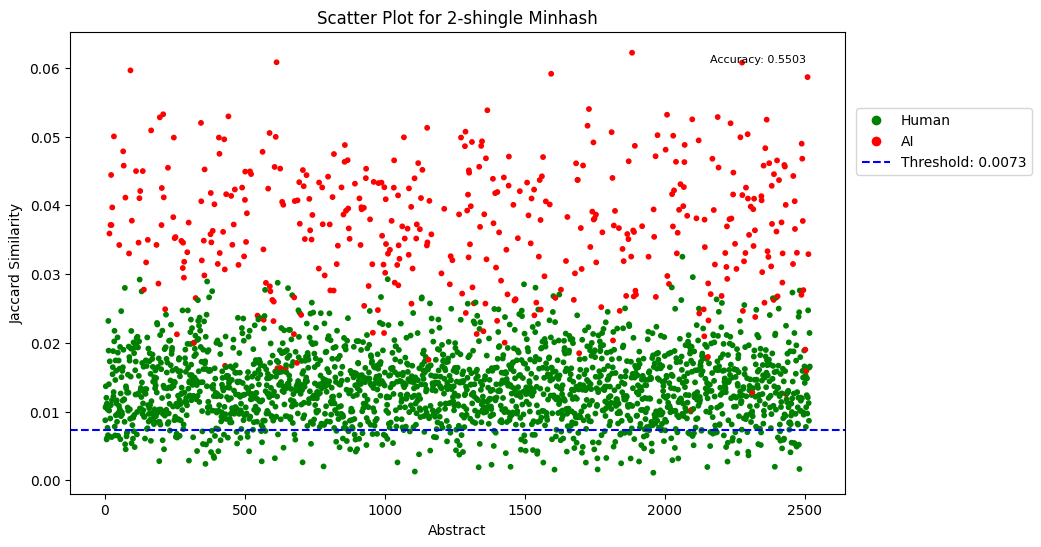 Scatter Plot for 2-shingle Minhash
Accuracy: 0.5503
Human
AI
Threshold: 0.0073
Jaccard Similarity
0.06
0.05
0.04
0.03
0.02
0.01
0.00
0
500
1000
1500
2000
2500
Abstract